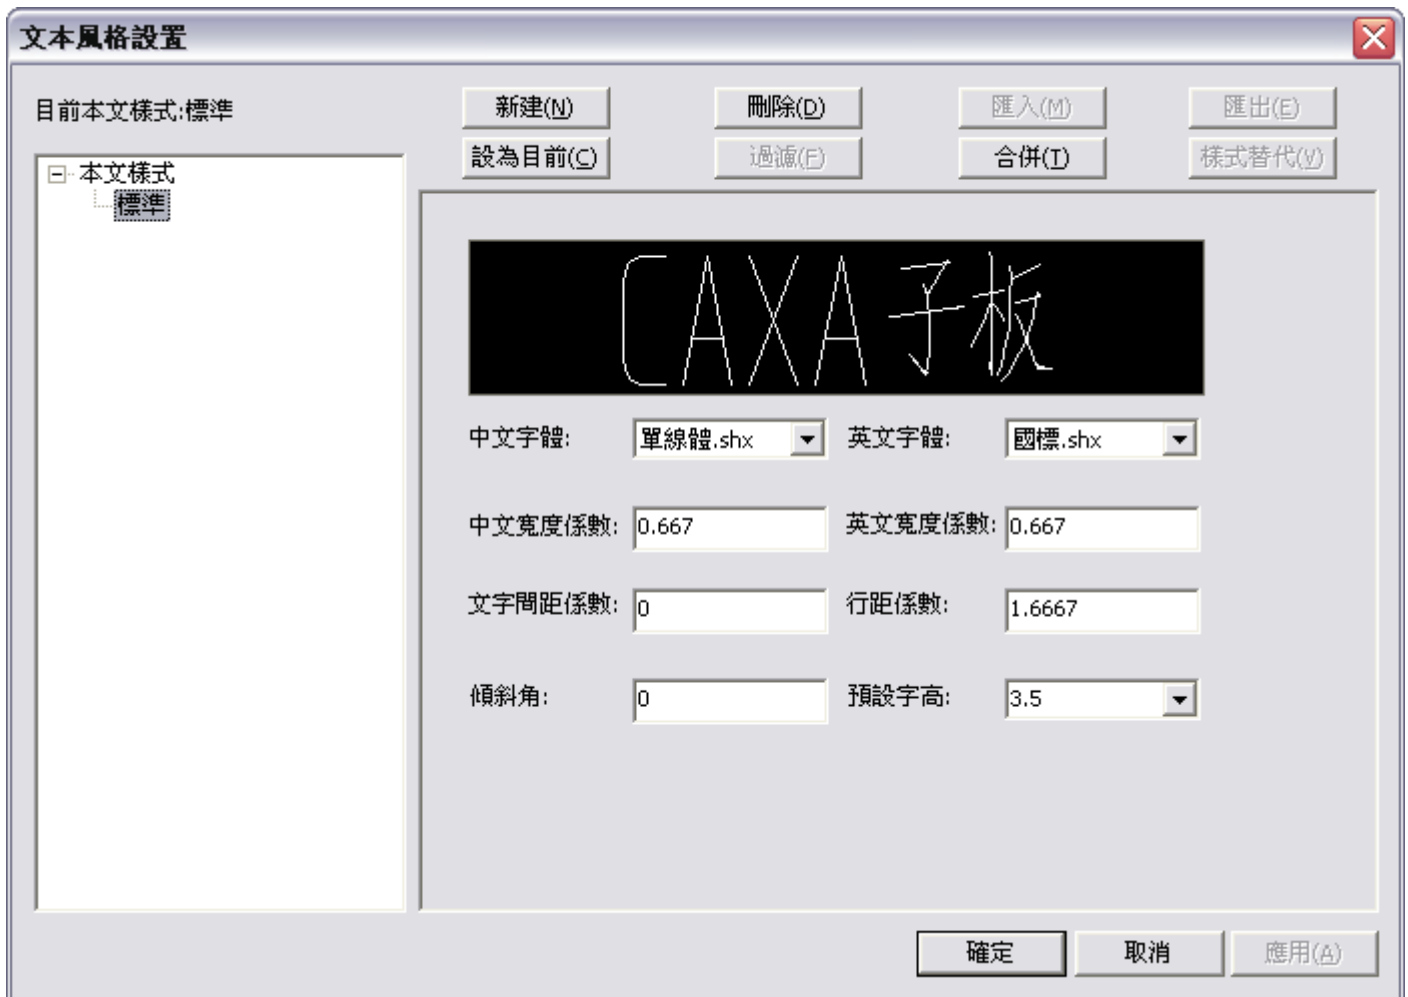 文本風格設置
目前本文樣式:標準
新建(N) 刪除(D) 匯入(M) 匯出(E)
設為目前(C) 過濾(F) 合併(T) 樣式替代(V)
本文樣式
標準
CAXA子板
中文字體: 單線體.shx 英文字體: 國標.shx
中文寬度係數: 0.667 英文寬度係數: 0.667
文字間距係數: 0 行距係數: 1.6667
傾斜角: 0 預設字高: 3.5
確定 取消 應用(A)